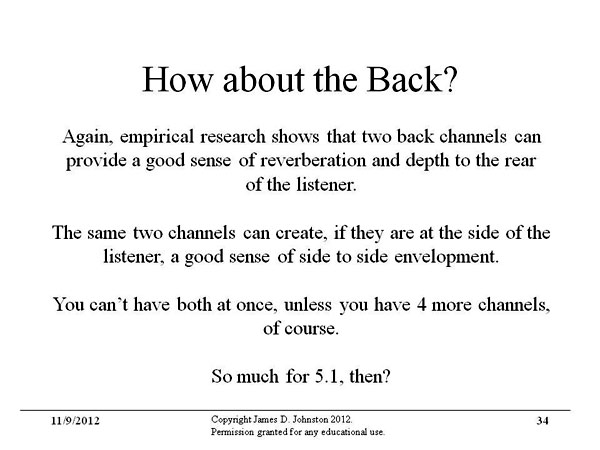 How about the Back?
Again, empirical research shows that two back channels can
provide a good sense of reverberation and depth to the rear
of the listener.
The same two channels can create, if they are at the side of the
listener, a good sense of side to side envelopment.
You can't have both at once, unless you have 4 more channels,
of course.
So much for 5.1, then?
11/9/2012
Copyright James D. Johnston 2012.
Permission granted for any educational use.
34